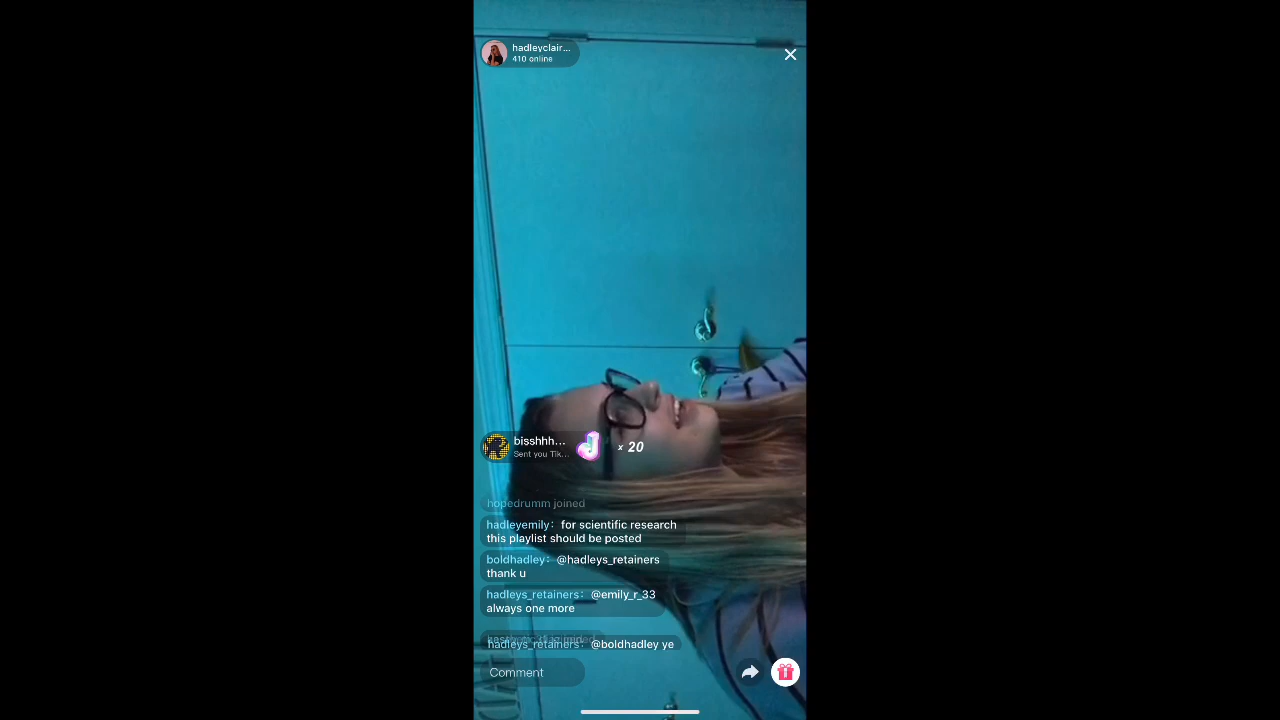 hadleyclair...
410 online
bisshhh...
Sent you Tik...
x 20
hopedrumm joined
hadleyemily: for scientific research
this playlist should be posted
boldhadley: @hadleys_retainers
thank u
hadleys_retainers: @emily_r_33
always one more
hadleys_retainers: @boldhadley ye
Comment